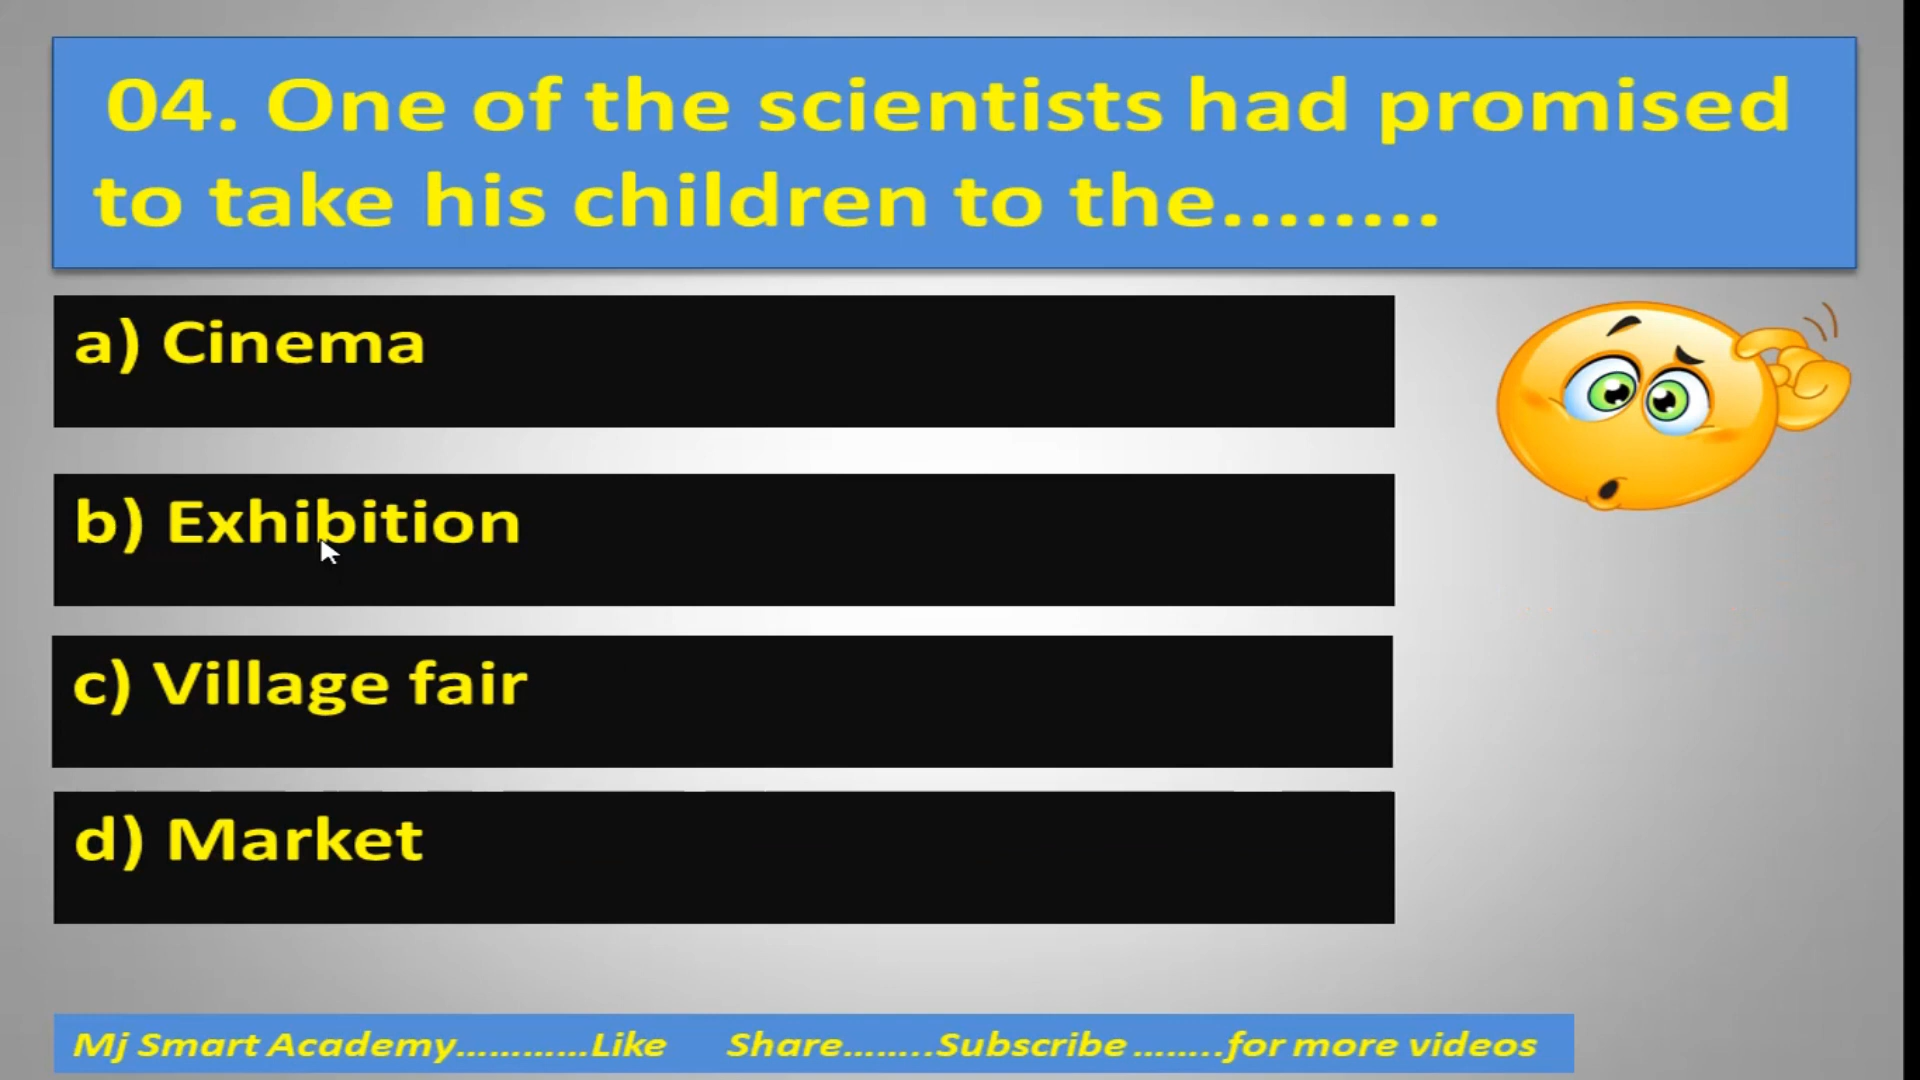 04. One of the scientists had promised
to take his children to the........
a) Cinema
b) Exhibition
c) Village fair
d) Market
Mj Smart Academy............Like Share........Subscribe ........for more videos